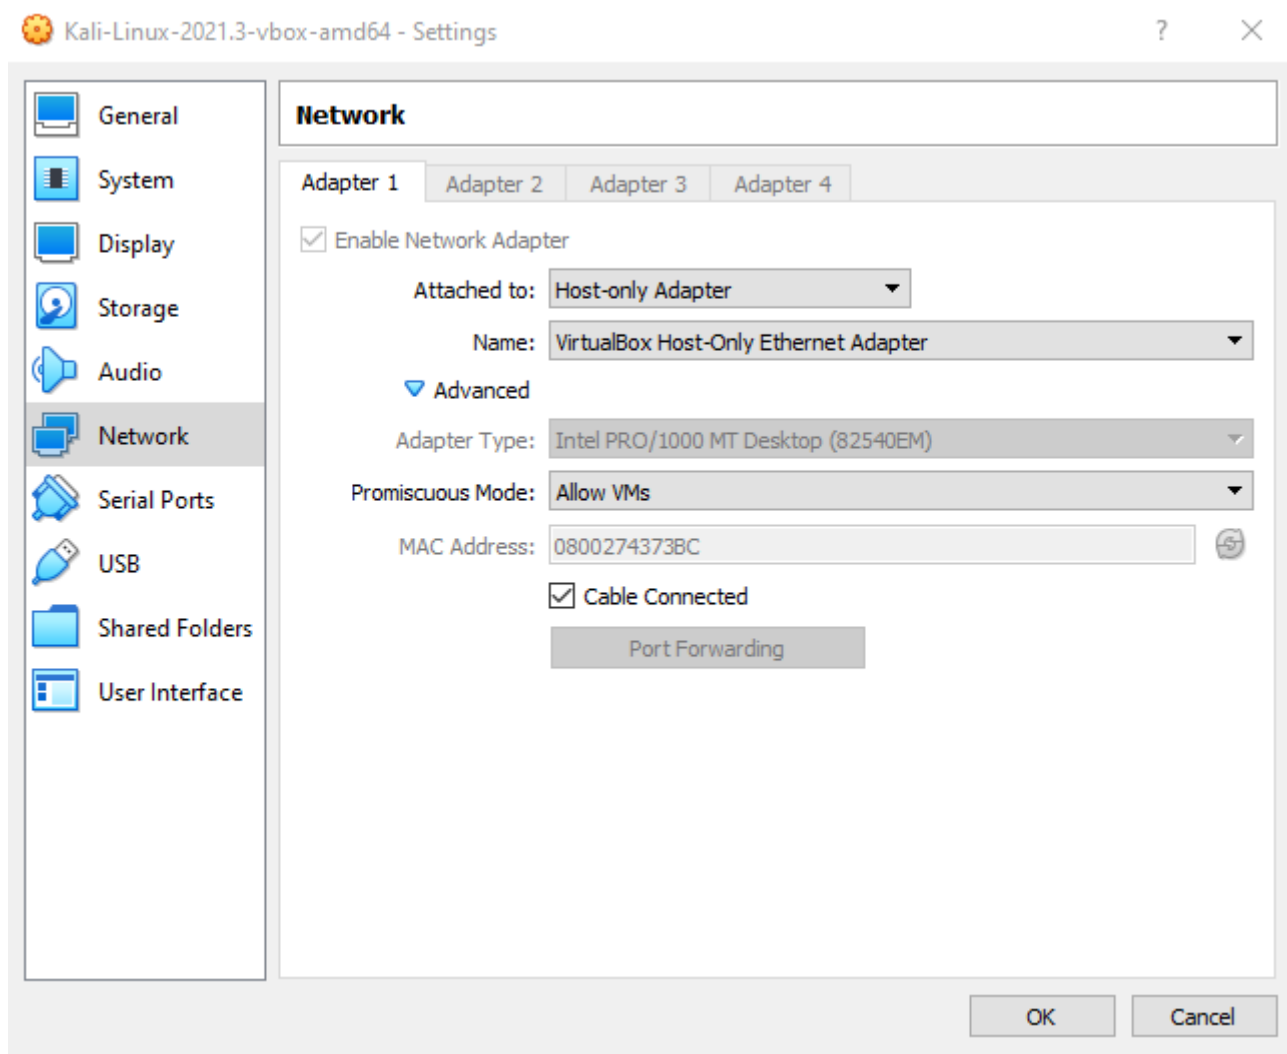 Kali-Linux-2021.3-vbox-amd64 - Settings
?
General
System
Display
Storage
Audio
Network
Serial Ports
USB
Shared Folders
User Interface
Network
Adapter 1 Adapter 2 Adapter 3 Adapter 4
Enable Network Adapter
Attached to: Host-only Adapter
Name: VirtualBox Host-Only Ethernet Adapter
Advanced
Adapter Type: Intel PRO/1000 MT Desktop (82540EM)
Promiscuous Mode: Allow VMs
MAC Address: 0800274373BC
Cable Connected
Port Forwarding
OK Cancel